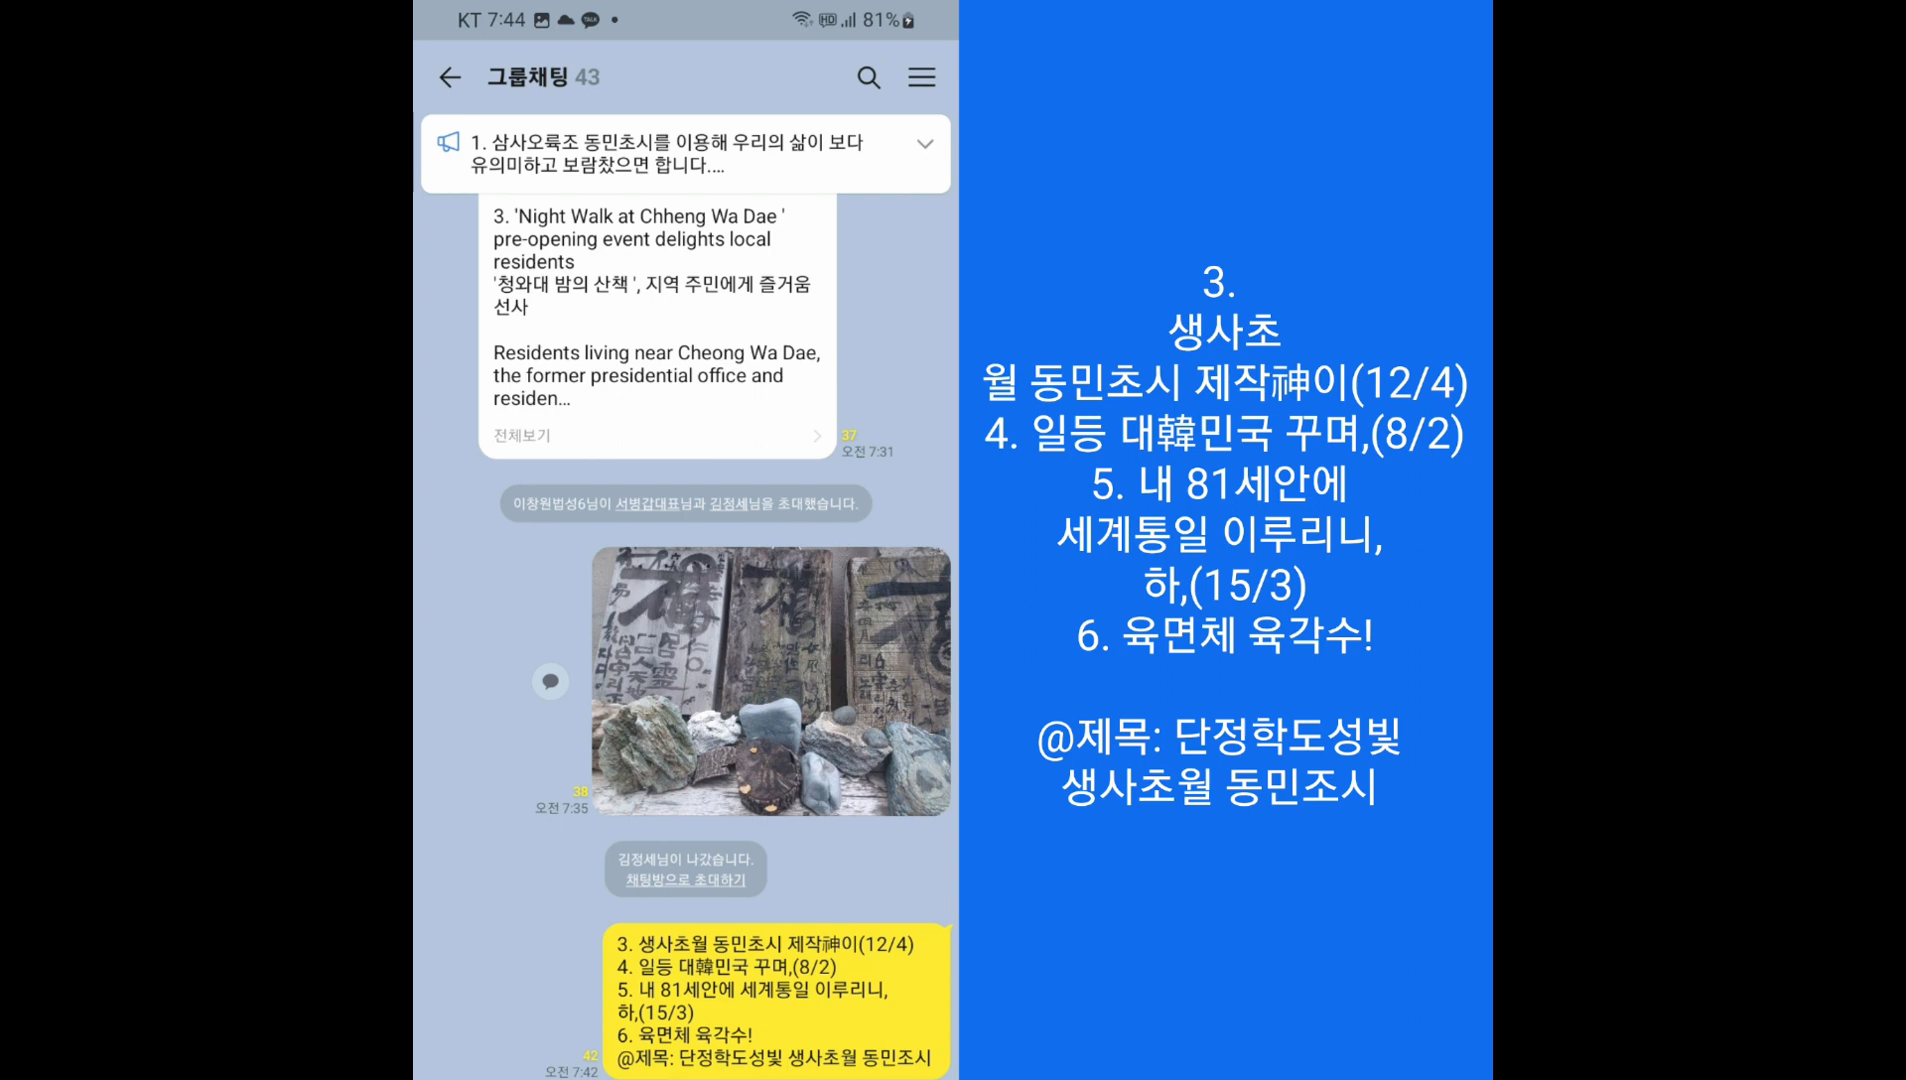 KT 7:44
81%
그룹채팅 43
1. 삼사오륙조 동민초시를 이용해 우리의 삶이 보다
유의미하고 보람찼으면 합니다....
3. 'Night Walk at Chheng Wa Dae '
pre-opening event delights local
residents
'청와대 밤의 산책 ', 지역 주민에게 즐거움
선사
Residents living near Cheong Wa Dae,
the former presidential office and
residen...
전체보기
37
오전 7:31
이창원법성6님이 서병갑대표님과 김정세님을 초대했습니다.
38
오전 7:35
김정세님이 나갔습니다.
채팅방으로 초대하기
3. 생사초월 동민초시 제작神이(12/4)
4. 일등 대韓민국 꾸며,(8/2)
5. 내 81세안에 세계통일 이루리니,
하,(15/3)
6. 육면체 육각수!
@제목: 단정학도성빛 생사초월 동민조시
42
오전 7:42
3.
생사초
월 동민초시 제작神이(12/4)
4. 일등 대韓민국 꾸며,(8/2)
5. 내 81세안에
세계통일 이루리니,
하,(15/3)
6. 육면체 육각수!
@제목: 단정학도성빛
생사초월 동민조시